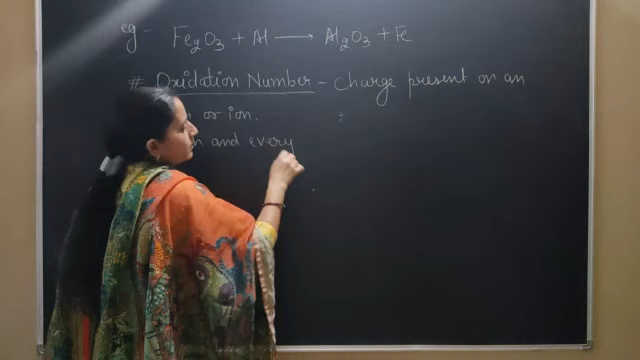 eg - Fe2O3 + Al ⟶ Al2O3 + Fe
# Oxidation Number - Charge present on an
or ion.
and every